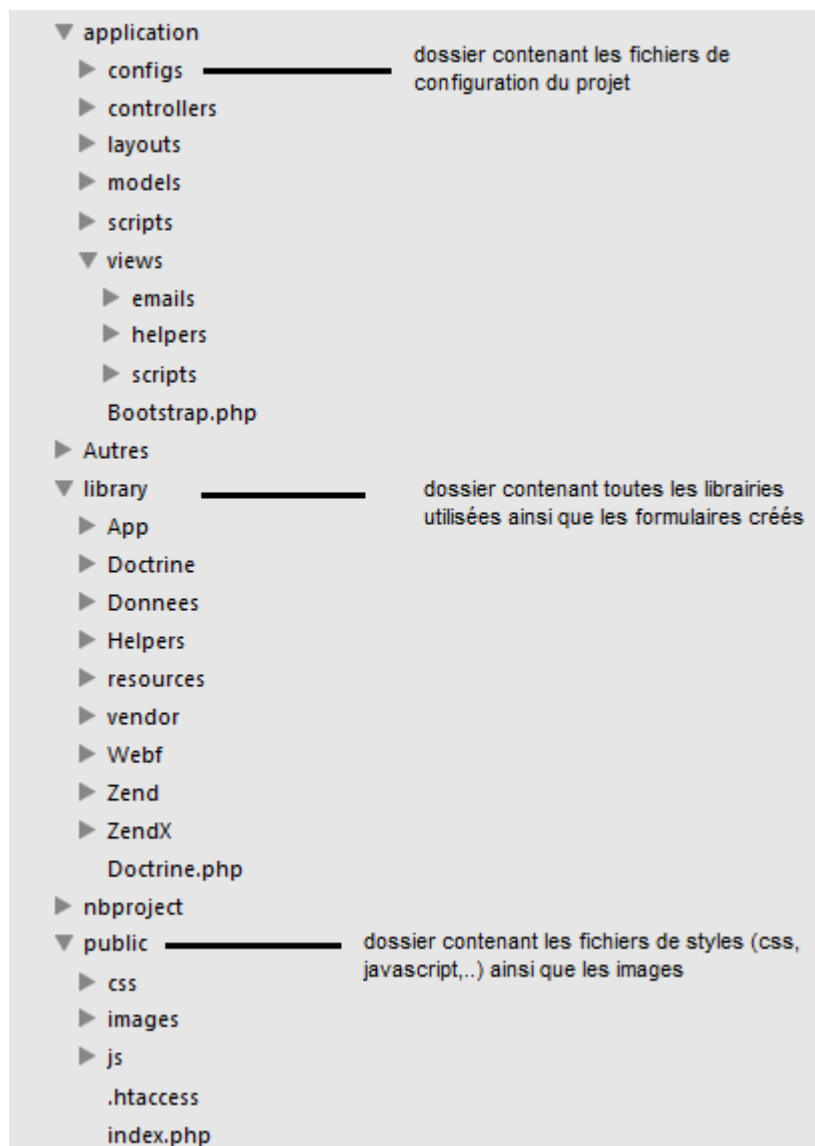 application
configs
dossier contenant les fichiers de
configuration du projet
controllers
layouts
models
scripts
views
emails
helpers
scripts
Bootstrap.php
Autres
library
dossier contenant toutes les librairies
utilisées ainsi que les formulaires créés
App
Doctrine
Donnees
Helpers
resources
vendor
Webf
Zend
ZendX
Doctrine.php
nbproject
public
dossier contenant les fichiers de styles (css,
javascript,..) ainsi que les images
css
images
js
.htaccess
index.php